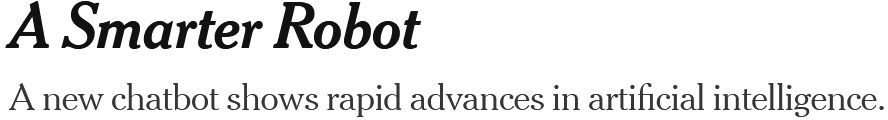 A Smarter Robot
A new chatbot shows rapid advances in artificial intelligence.